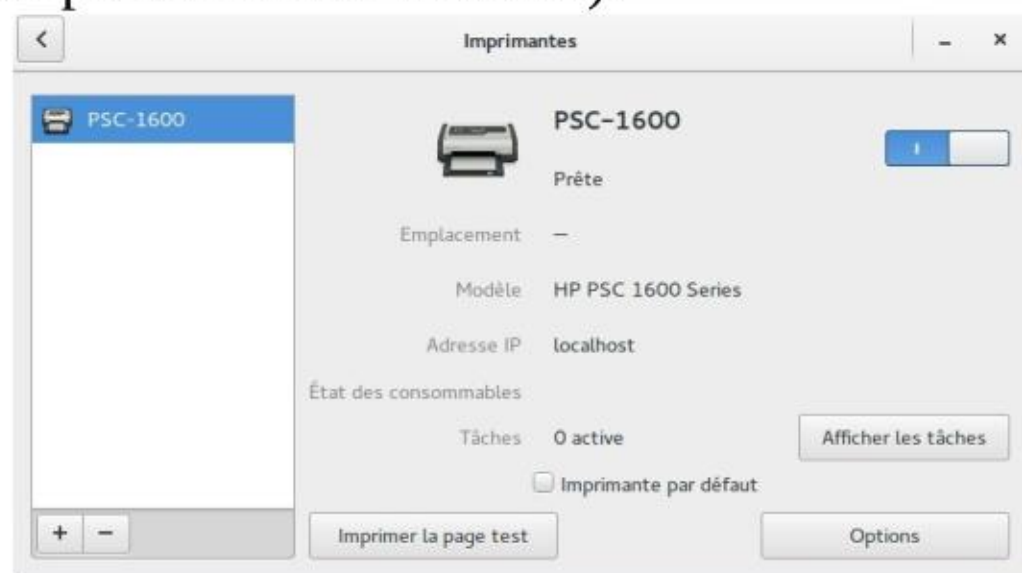 Imprimantes
PSC-1600
PSC-1600
Prête
Emplacement —
Modèle HP PSC 1600 Series
Adresse IP localhost
État des consommables
Tâches 0 active Afficher les tâches
Imprimante par défaut
+ −
Imprimer la page test Options